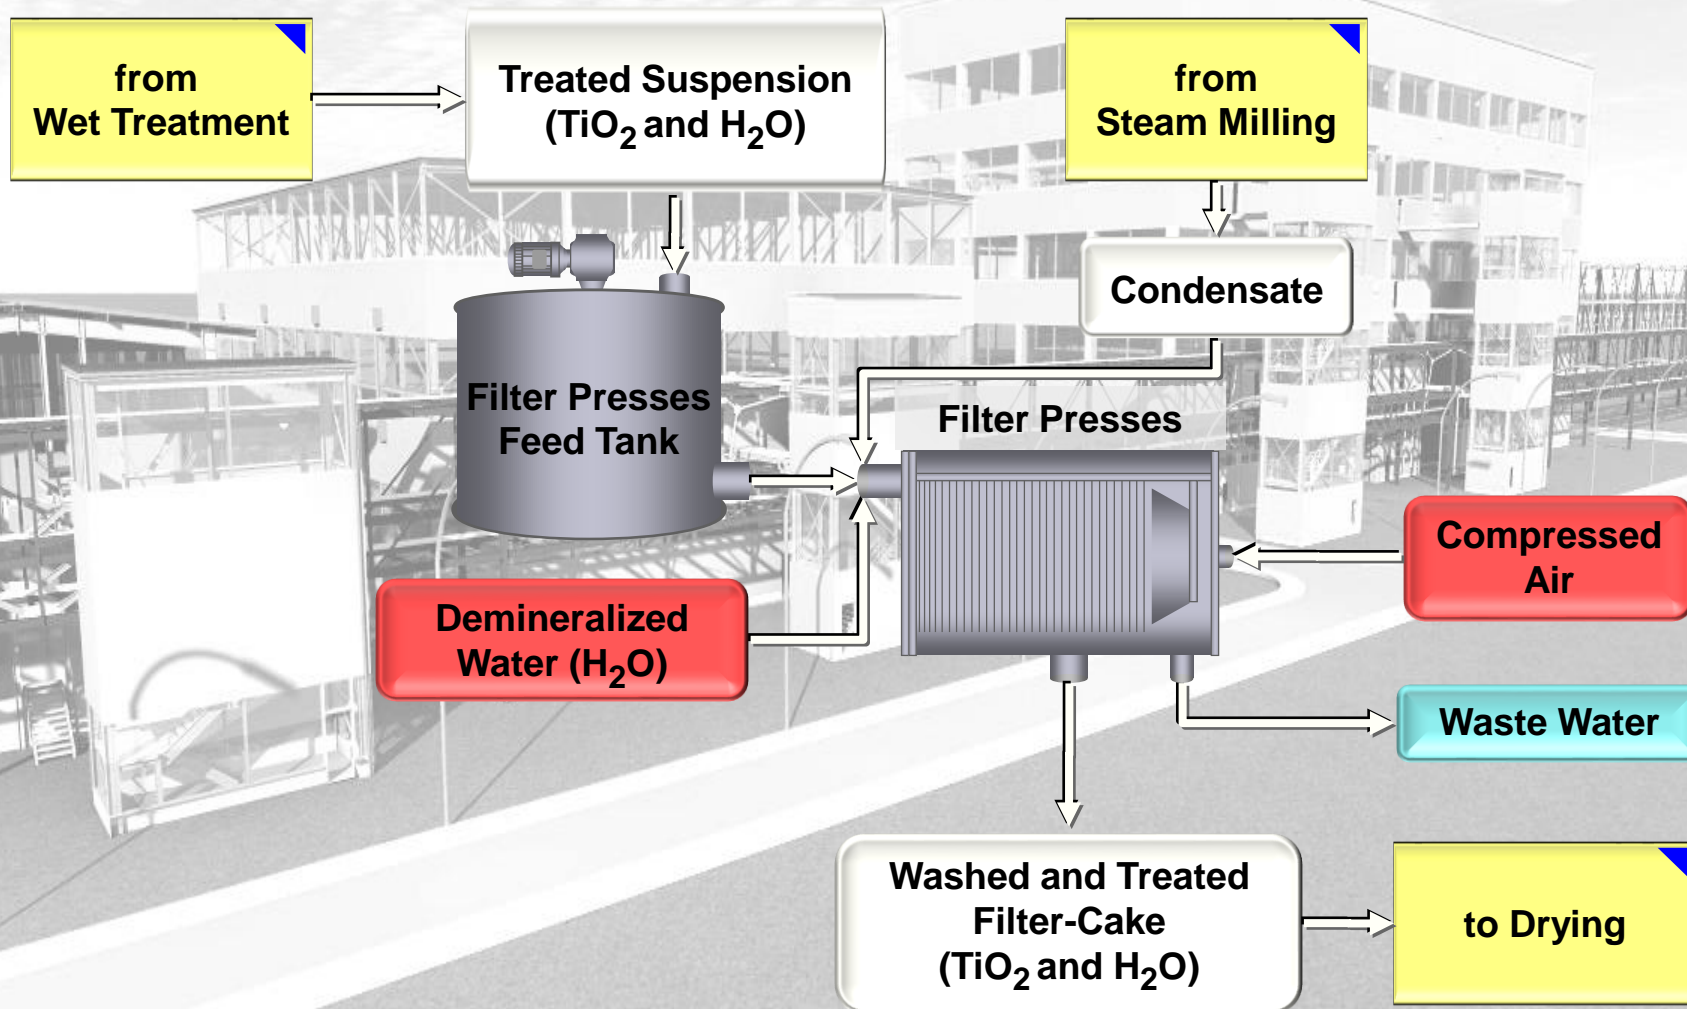 from
Wet Treatment
Treated Suspension
(TiO₂ and H₂O)
from
Steam Milling
Condensate
Filter Presses
Feed Tank
Filter Presses
Compressed
Air
Demineralized
Water (H₂O)
Waste Water
Washed and Treated
Filter-Cake
(TiO₂ and H₂O)
to Drying